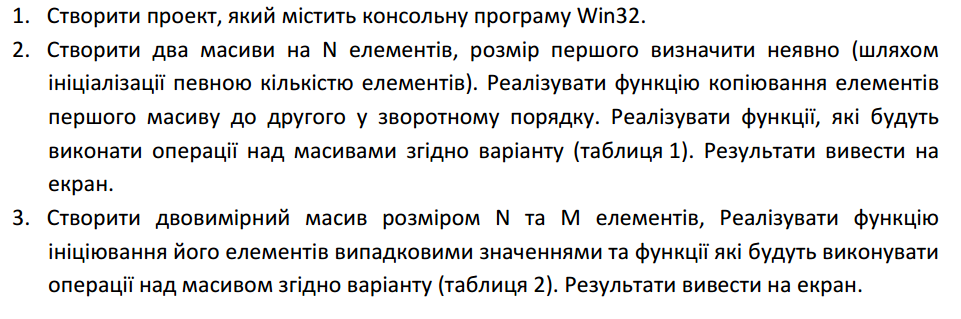 1. Створити проект, який містить консольну програму Win32.
2. Створити два масиви на N елементів, розмір першого визначити неявно (шляхом
ініціалізації певною кількістю елементів). Реалізувати функцію копіювання елементів
першого масиву до другого у зворотному порядку. Реалізувати функції, які будуть
виконати операції над масивами згідно варіанту (таблиця 1). Результати вивести на
екран.
3. Створити двовимірний масив розміром N та M елементів, Реалізувати функцію
ініціювання його елементів випадковими значеннями та функції які будуть виконувати
операції над масивом згідно варіанту (таблиця 2). Результати вивести на екран.